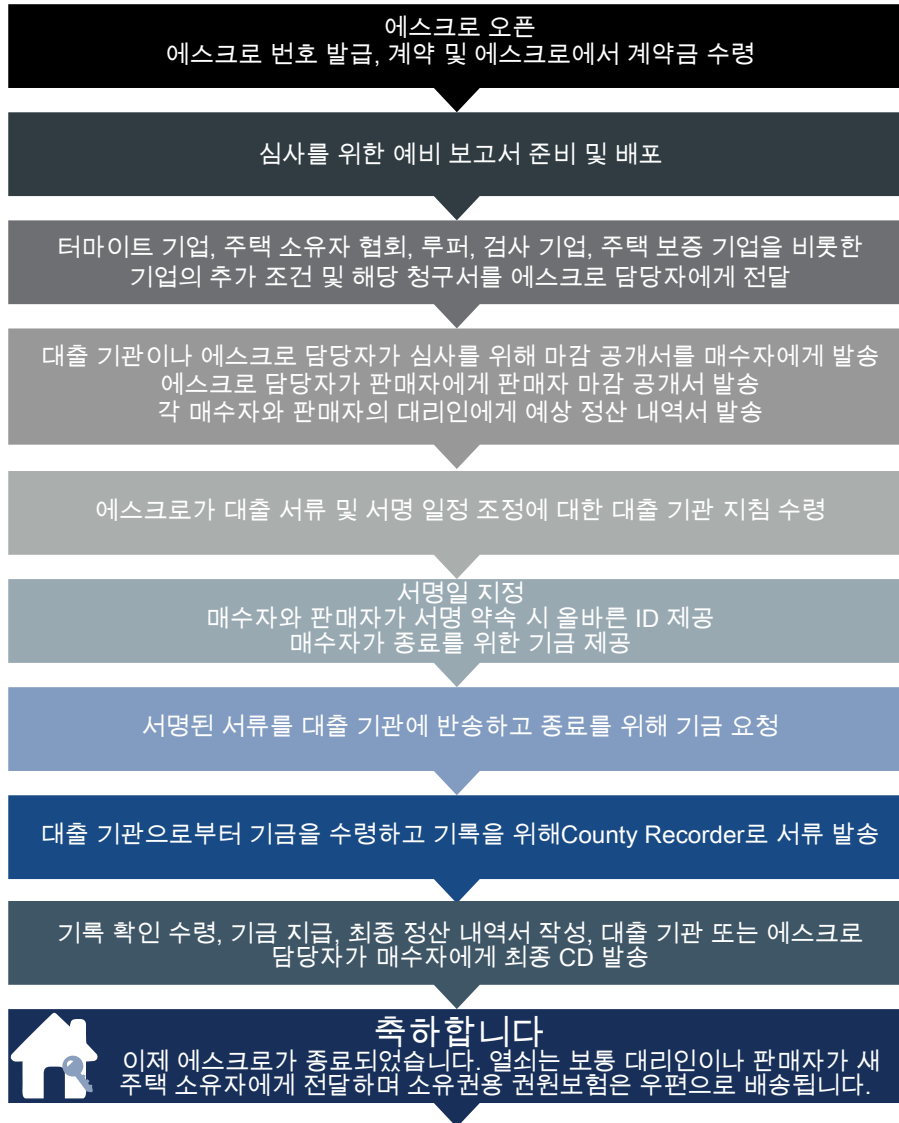 에스크로 오픈
에스크로 번호 발급, 계약 및 에스크로에서 계약금 수령
심사를 위한 예비 보고서 준비 및 배포
터마이트 기업, 주택 소유자 협회, 루퍼, 검사 기업, 주택 보증 기업을 비롯한
기업의 추가 조건 및 해당 청구서를 에스크로 담당자에게 전달
대출 기관이나 에스크로 담당자가 심사를 위해 마감 공개서를 매수자에게 발송
에스크로 담당자가 판매자에게 판매자 마감 공개서 발송
각 매수자와 판매자의 대리인에게 예상 정산 내역서 발송
에스크로가 대출 서류 및 서명 일정 조정에 대한 대출 기관 지침 수령
서명일 지정
매수자와 판매자가 서명 약속 시 올바른 ID 제공
매수자가 종료를 위한 기금 제공
서명된 서류를 대출 기관에 반송하고 종료를 위해 기금 요청
대출 기관으로부터 기금을 수령하고 기록을 위해County Recorder로 서류 발송
기록 확인 수령, 기금 지급, 최종 정산 내역서 작성, 대출 기관 또는 에스크로
담당자가 매수자에게 최종 CD 발송
축하합니다
이제 에스크로가 종료되었습니다. 열쇠는 보통 대리인이나 판매자가 새
주택 소유자에게 전달하며 소유권용 권원보험은 우편으로 배송됩니다.